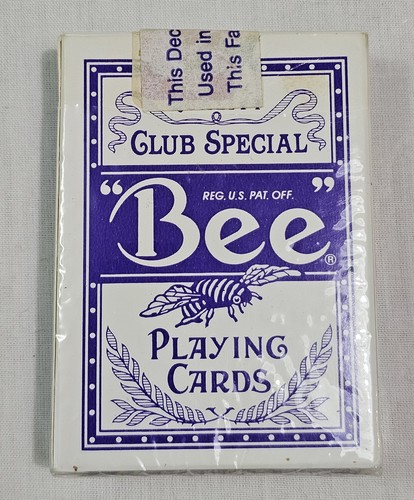 This Dec
Used in
This Fa
CLUB SPECIAL
REG. U.S. PAT. OFF.
"Bee"®
PLAYING
CARDS